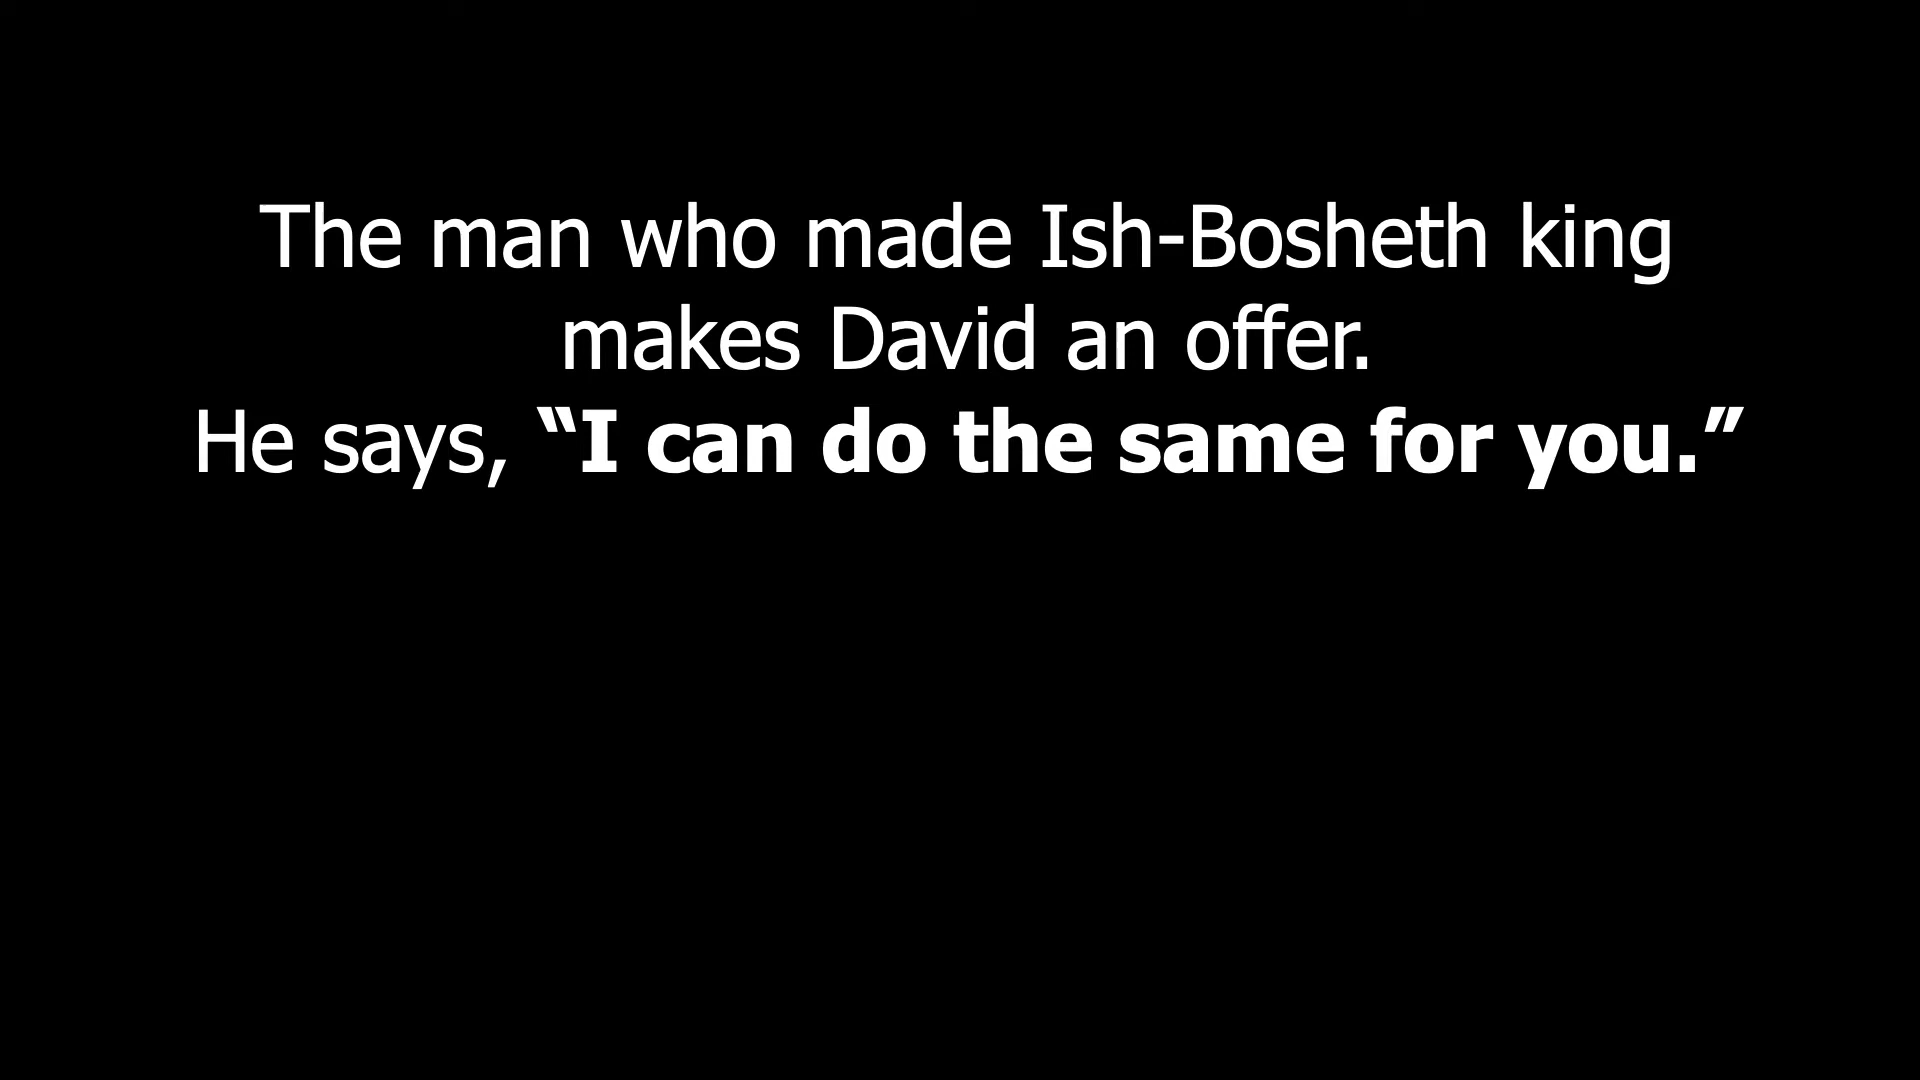 The man who made Ish-Bosheth king
makes David an offer.
He says, “I can do the same for you.”